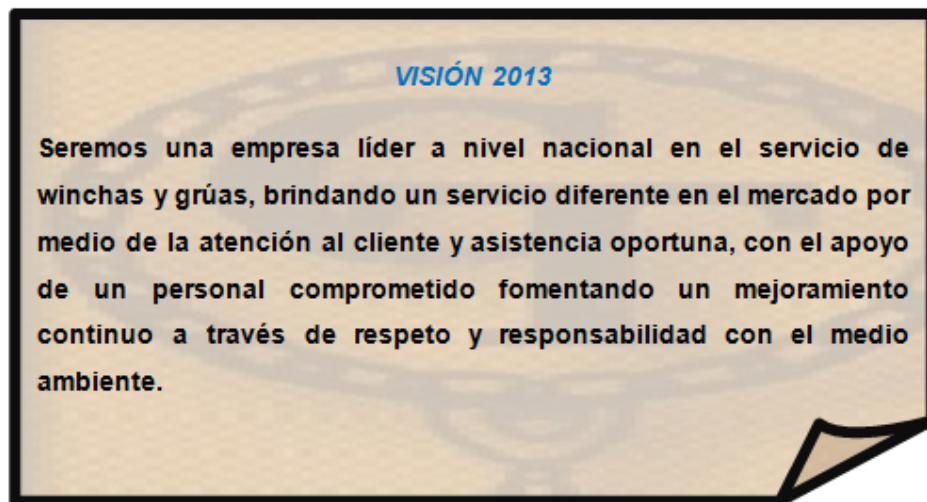 VISIÓN 2013
Seremos una empresa líder a nivel nacional en el servicio de
winchas y grúas, brindando un servicio diferente en el mercado por
medio de la atención al cliente y asistencia oportuna, con el apoyo
de un personal comprometido fomentando un mejoramiento
continuo a través de respeto y responsabilidad con el medio
ambiente.